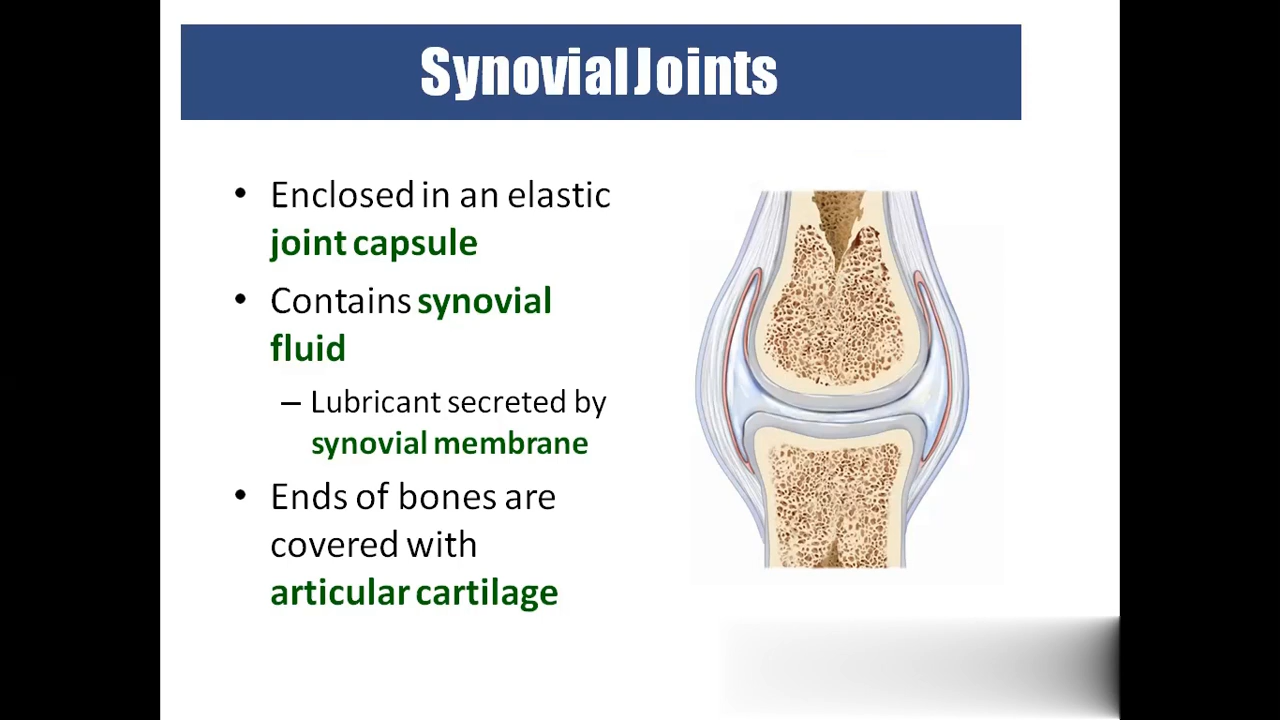 Synovial Joints
• Enclosed in an elastic
joint capsule
• Contains synovial
fluid
– Lubricant secreted by
synovial membrane
• Ends of bones are
covered with
articular cartilage